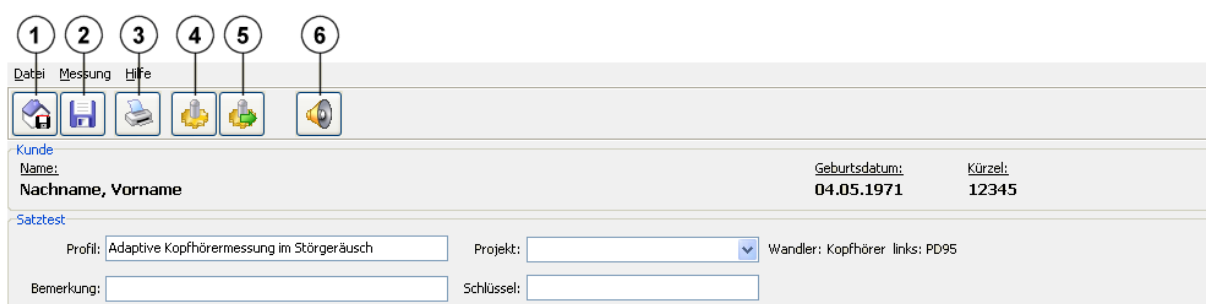 1 2 3 4 5 6
Datei Messung Hilfe
Kunde
Name: Geburtsdatum: Kürzel:
Nachname, Vorname 04.05.1971 12345
Satztest
Profil: Adaptive Kopfhörermessung im Störgeräusch Projekt: Wandler: Kopfhörer links: PD95
Bemerkung: Schlüssel: